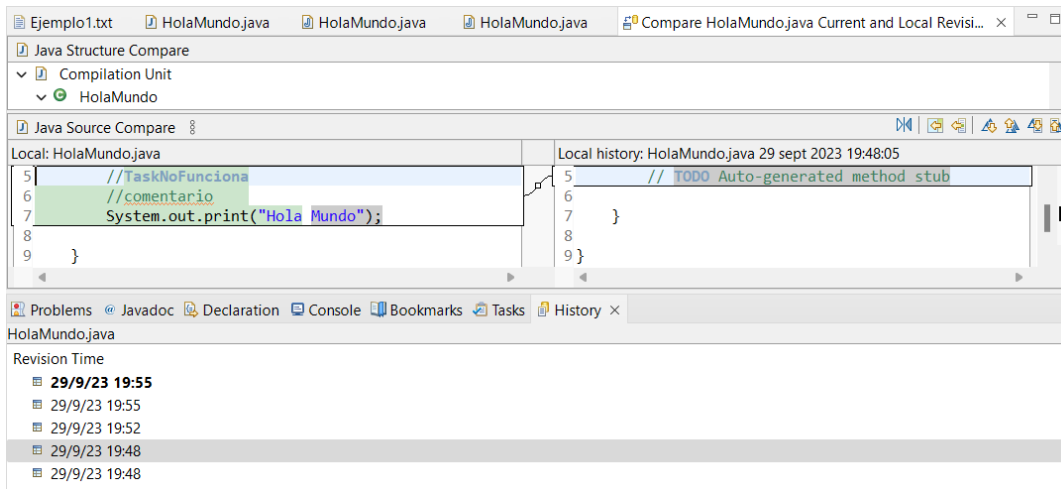 Ejemplo1.txt HolaMundo.java HolaMundo.java HolaMundo.java Compare HolaMundo.java Current and Local Revisi...
Java Structure Compare
Compilation Unit
HolaMundo
Java Source Compare
Local: HolaMundo.java Local history: HolaMundo.java 29 sept 2023 19:48:05
5 //TaskNoFunciona 5 // TODO Auto-generated method stub
6 //comentario 6
7 System.out.print("Hola Mundo"); 7 }
8 8
9 } 9 }
Problems Javadoc Declaration Console Bookmarks Tasks History
HolaMundo.java
Revision Time
29/9/23 19:55
29/9/23 19:55
29/9/23 19:52
29/9/23 19:48
29/9/23 19:48